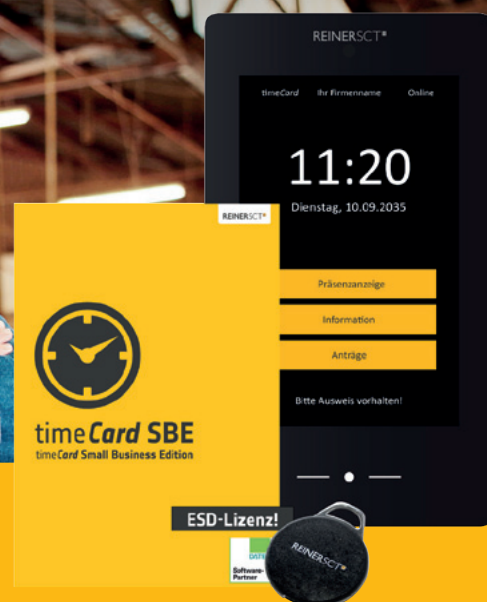 REINERSCT®
timeCard Ihr Firmenname Online
11:20
Dienstag, 10.09.2035
Präsenzanzeige
Information
Anträge
Bitte Ausweis vorhalten!
REINERSCT®
timeCard SBE
timeCard Small Business Edition
ESD-Lizenz!
DATEV
Software-
Partner
REINERSCT®